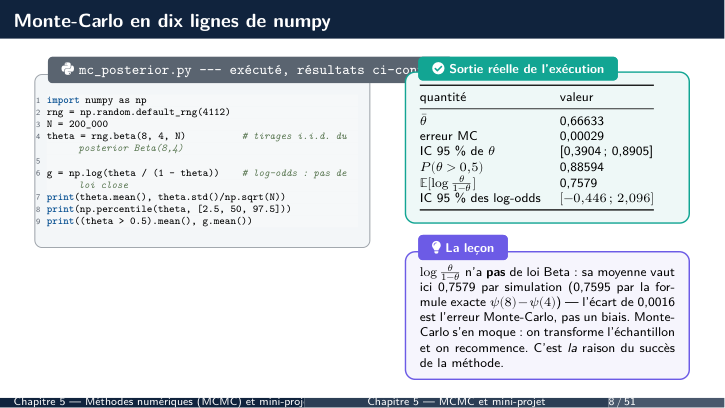 Monte-Carlo en dix lignes de numpy
mc_posterior.py --- exécuté, résultats ci-con
1 import numpy as np
2 rng = np.random.default_rng(4112)
3 N = 200_000
4 theta = rng.beta(8, 4, N) # tirages i.i.d. du
posterior Beta(8,4)
5
6 g = np.log(theta / (1 - theta)) # log-odds : pas de
loi close
7 print(theta.mean(), theta.std()/np.sqrt(N))
8 print(np.percentile(theta, [2.5, 50, 97.5]))
9 print((theta > 0.5).mean(), g.mean())
Sortie réelle de l'exécution
quantité valeur
θ̄ 0,66633
erreur MC 0,00029
IC 95 % de θ [0,3904 ; 0,8905]
P(θ > 0,5) 0,88594
𝔼[log θ/(1−θ)] 0,7579
IC 95 % des log-odds [−0,446 ; 2,096]
La leçon
log θ/(1−θ) n'a pas de loi Beta : sa moyenne vaut
ici 0,7579 par simulation (0,7595 par la for-
mule exacte ψ(8)−ψ(4)) — l'écart de 0,0016
est l'erreur Monte-Carlo, pas un biais. Monte-
Carlo s'en moque : on transforme l'échantillon
et on recommence. C'est la raison du succès
de la méthode.
Chapitre 5 — Méthodes numériques (MCMC) et mini-proj
Chapitre 5 — MCMC et mini-projet
8 / 51